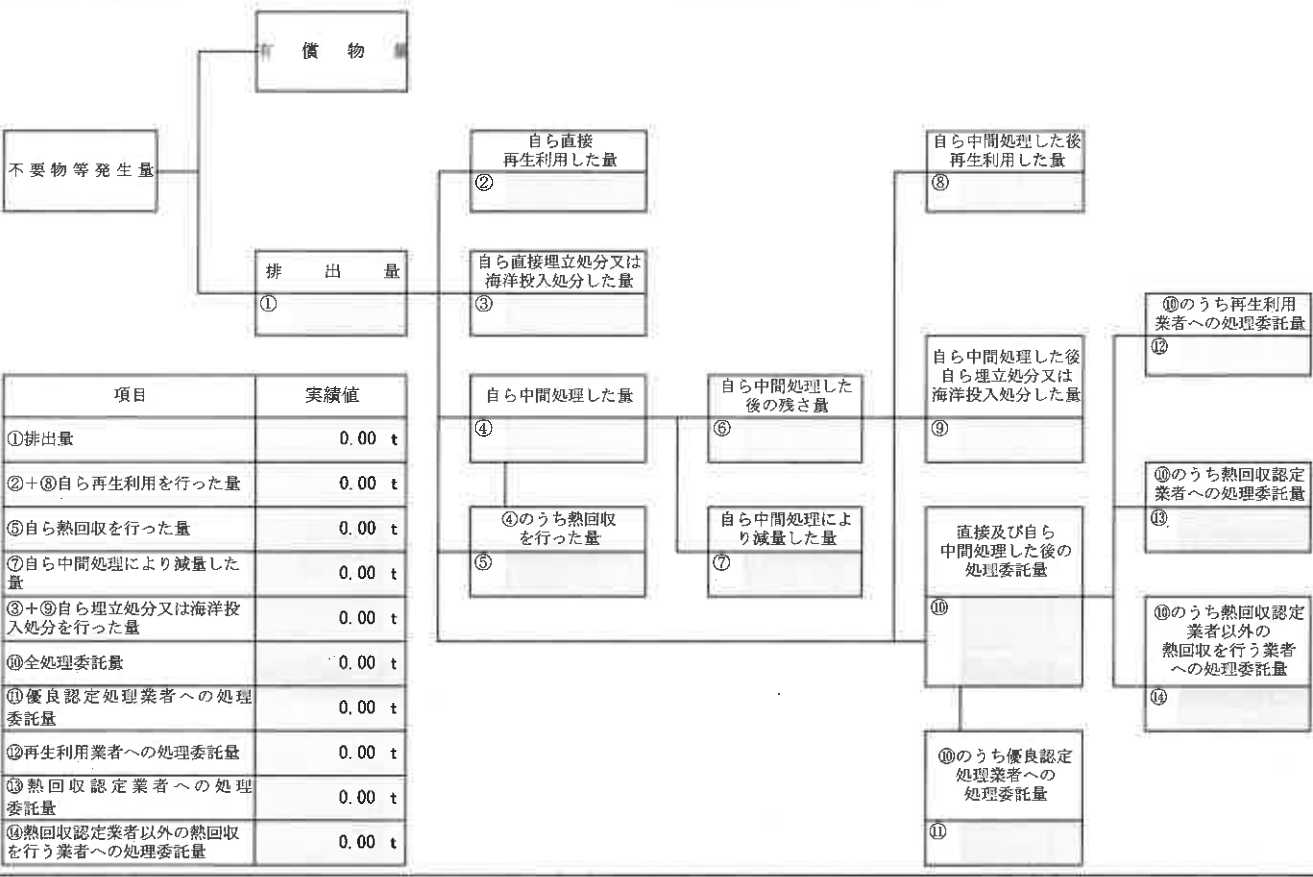 有償物量
不要物等発生量
自ら直接
再生利用した量
②
自ら中間処理した後
再生利用した量
⑧
排出量
①
自ら直接埋立処分又は
海洋投入処分した量
③
⑩のうち再生利用
業者への処理委託量
⑫
自ら中間処理した量
④
自ら中間処理した
後の残さ量
⑥
自ら中間処理した後
自ら埋立処分又は
海洋投入処分した量
⑨
⑩のうち熱回収認定
業者への処理委託量
⑬
④のうち熱回収
を行った量
⑤
自ら中間処理によ
り減量した量
⑦
直接及び自ら
中間処理した後の
処理委託量
⑩
⑩のうち熱回収認定
業者以外の
熱回収を行う業者
への処理委託量
⑭
⑩のうち優良認定
処理業者への
処理委託量
⑪
項目 実績値
①排出量 0.00 t
②+⑧自ら再生利用を行った量 0.00 t
⑤自ら熱回収を行った量 0.00 t
⑦自ら中間処理により減量した
量 0.00 t
③+⑨自ら埋立処分又は海洋投
入処分を行った量 0.00 t
⑩全処理委託量 0.00 t
⑪優良認定処理業者への処理
委託量 0.00 t
⑫再生利用業者への処理委託量 0.00 t
⑬熱回収認定業者への処理
委託量 0.00 t
⑭熱回収認定業者以外の熱回収
を行う業者への処理委託量 0.00 t